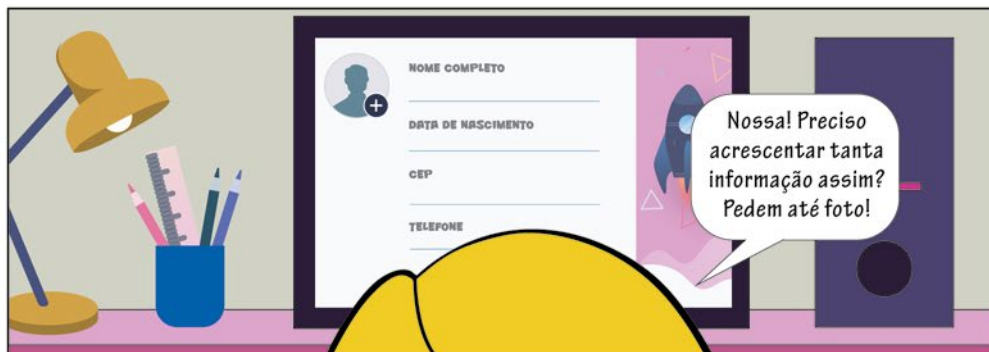 NOME COMPLETO
DATA DE NASCIMENTO
CEP
TELEFONE
Nossa! Preciso
acrescentar tanta
informação assim?
Pedem até foto!